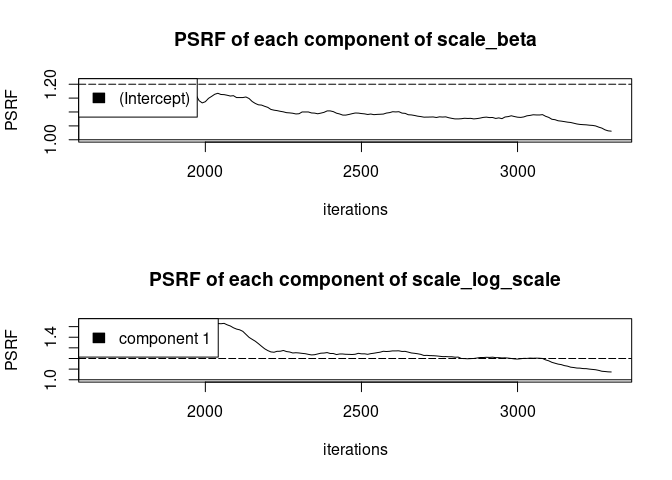 PSRF of each component of scale_beta
PSRF
1.00 1.20
(Intercept)
2000 2500 3000
iterations
PSRF of each component of scale_log_scale
PSRF
1.0 1.4
component 1
2000 2500 3000
iterations